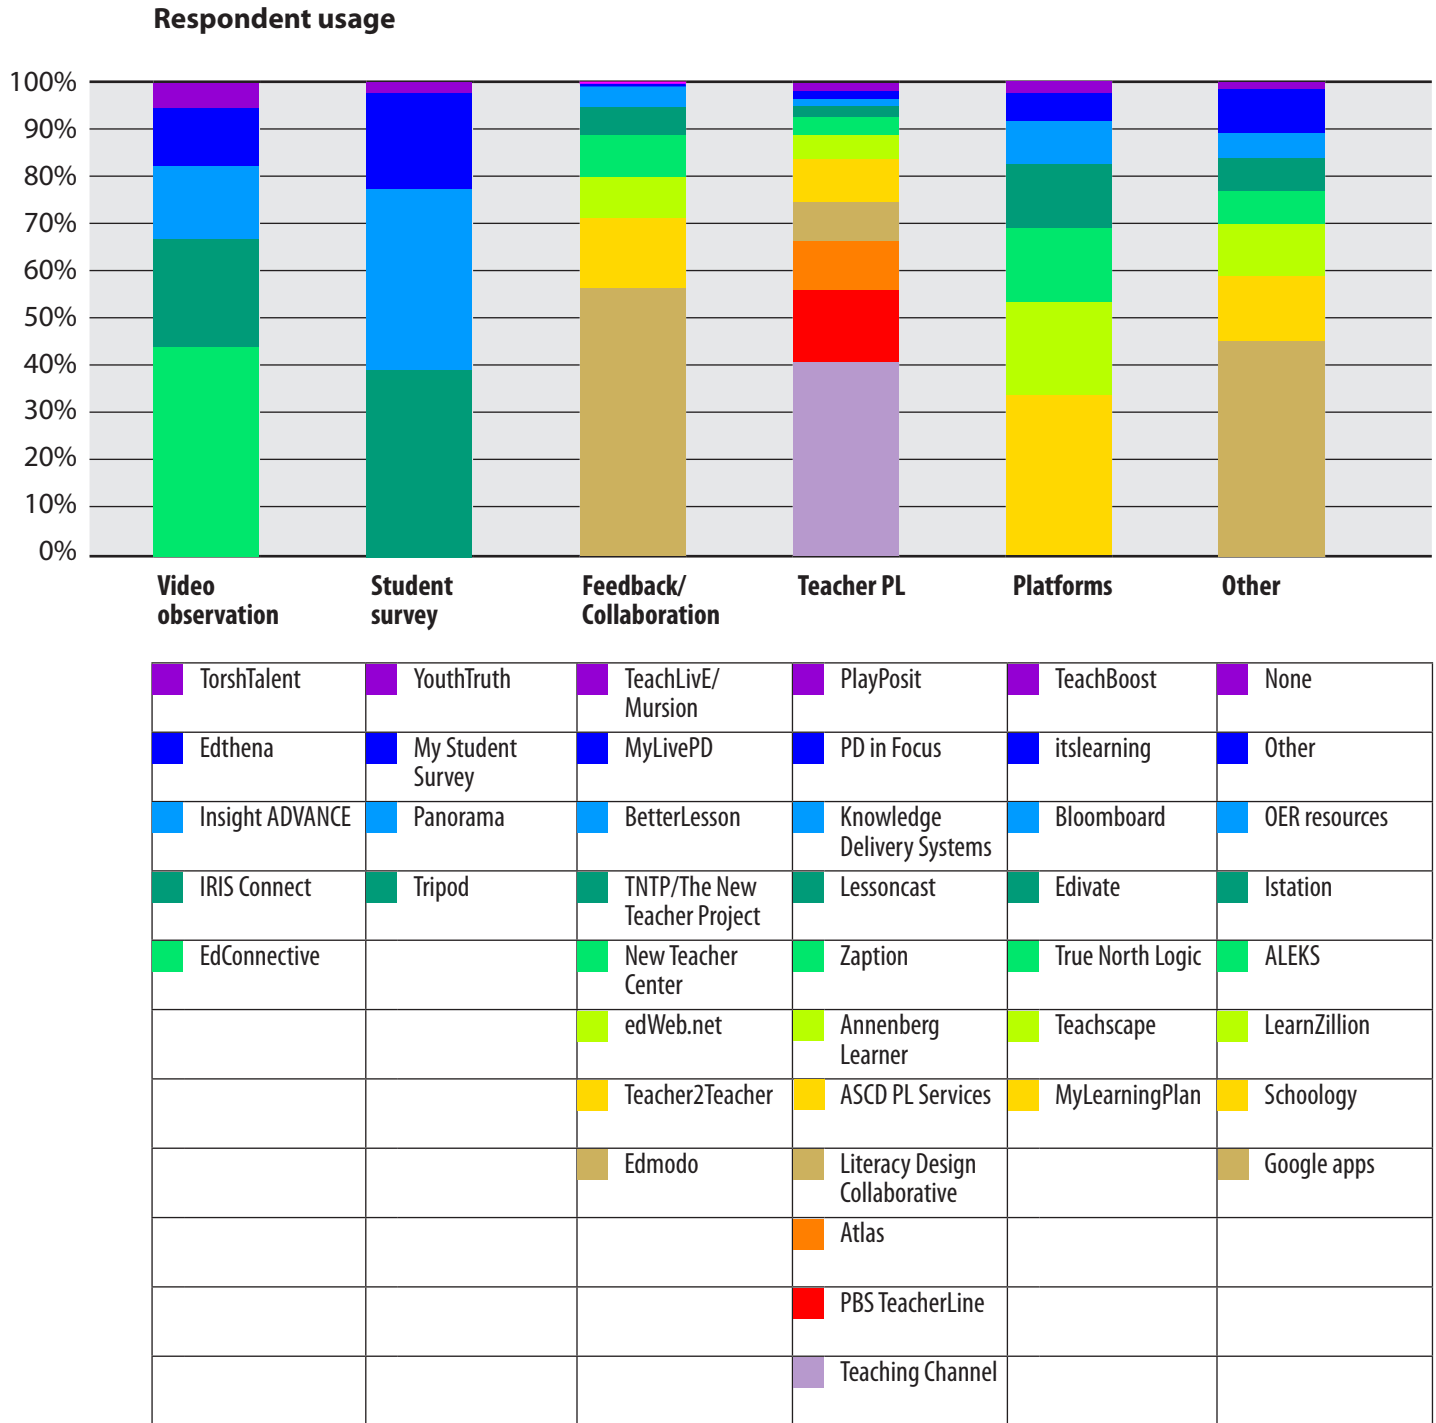 Respondent usage
100%
90%
80%
70%
60%
50%
40%
30%
20%
10%
0%
Video
observation
Student
survey
Feedback/
Collaboration
Teacher PL
Platforms
Other
TorshTalent
YouthTruth
TeachLivE/
Mursion
PlayPosit
TeachBoost
None
Edthena
My Student
Survey
MyLivePD
PD in Focus
itslearning
Other
Insight ADVANCE
Panorama
BetterLesson
Knowledge
Delivery Systems
Bloomboard
OER resources
IRIS Connect
Tripod
TNTP/The New
Teacher Project
Lessoncast
Edivate
Istation
EdConnective
New Teacher
Center
Zaption
True North Logic
ALEKS
edWeb.net
Annenberg
Learner
Teachscape
LearnZillion
Teacher2Teacher
ASCD PL Services
MyLearningPlan
Schoology
Edmodo
Literacy Design
Collaborative
Google apps
Atlas
PBS TeacherLine
Teaching Channel